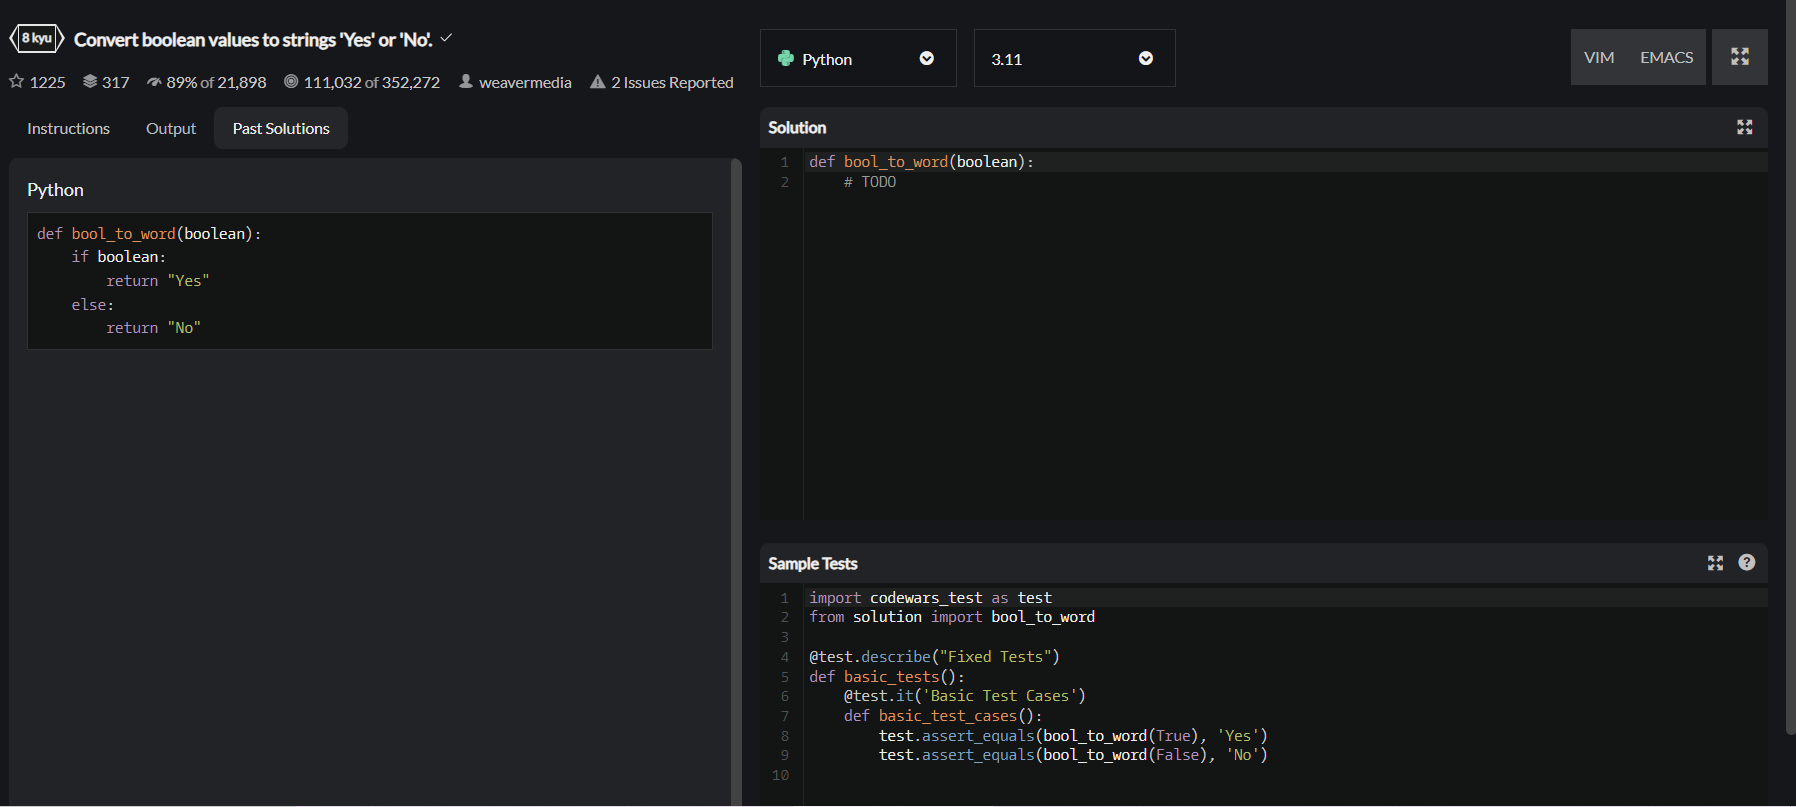 8 kyu Convert boolean values to strings 'Yes' or 'No'.
1225 317 89% of 21,898 111,032 of 352,272 weavermedia 2 Issues Reported
Instructions Output Past Solutions
Python
def bool_to_word(boolean):
    if boolean:
        return "Yes"
    else:
        return "No"
Python 3.11 VIM EMACS
Solution
1 def bool_to_word(boolean):
2     # TODO
Sample Tests
1 import codewars_test as test
2 from solution import bool_to_word
3
4 @test.describe("Fixed Tests")
5 def basic_tests():
6     @test.it('Basic Test Cases')
7     def basic_test_cases():
8         test.assert_equals(bool_to_word(True), 'Yes')
9         test.assert_equals(bool_to_word(False), 'No')
10